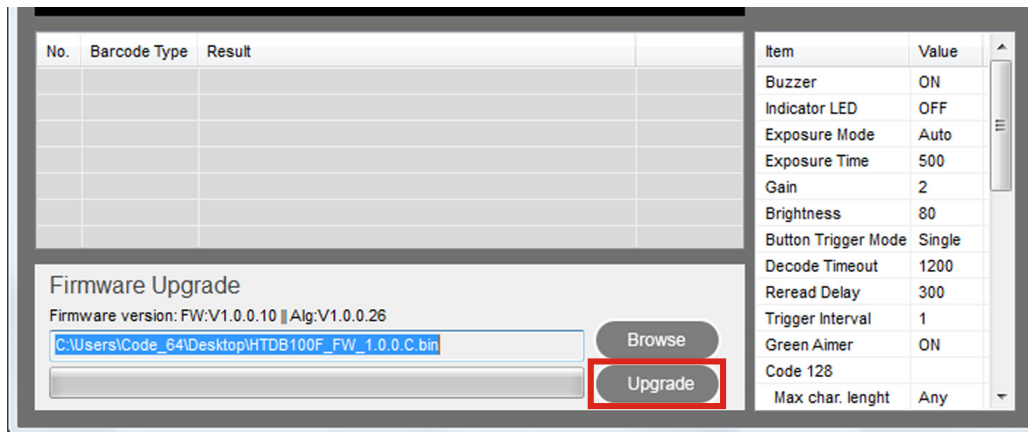 No. Barcode Type Result
Item Value
Buzzer ON
Indicator LED OFF
Exposure Mode Auto
Exposure Time 500
Gain 2
Brightness 80
Button Trigger Mode Single
Decode Timeout 1200
Reread Delay 300
Trigger Interval 1
Green Aimer ON
Code 128
Max char. lenght Any
Firmware Upgrade
Firmware version: FW:V1.0.0.10 || Alg:V1.0.0.26
C:\Users\Code_64\Desktop\HTDB100F_FW_1.0.0.C.bin
Browse
Upgrade